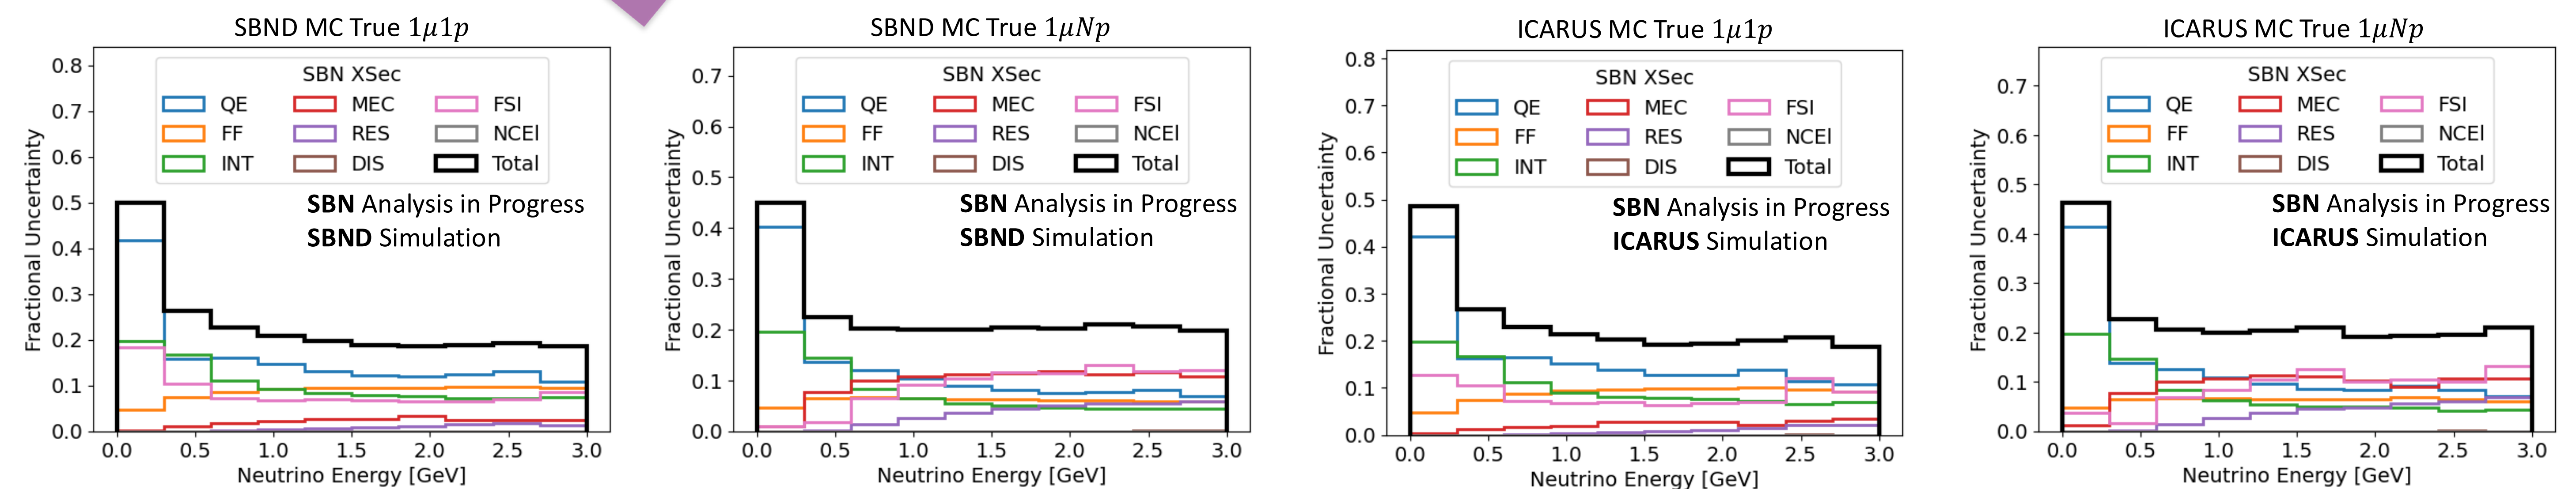 SBND MC True 1μ1p
Fractional Uncertainty
0.8
0.7
0.6
0.5
0.4
0.3
0.2
0.1
0.0
SBN XSec
QE MEC FSI
FF RES NCEl
INT DIS Total
SBN Analysis in Progress
SBND Simulation
0.0 0.5 1.0 1.5 2.0 2.5 3.0
Neutrino Energy [GeV]
SBND MC True 1μNp
Fractional Uncertainty
0.7
0.6
0.5
0.4
0.3
0.2
0.1
0.0
SBN XSec
QE MEC FSI
FF RES NCEl
INT DIS Total
SBN Analysis in Progress
SBND Simulation
0.0 0.5 1.0 1.5 2.0 2.5 3.0
Neutrino Energy [GeV]
ICARUS MC True 1μ1p
Fractional Uncertainty
0.8
0.7
0.6
0.5
0.4
0.3
0.2
0.1
0.0
SBN XSec
QE MEC FSI
FF RES NCEl
INT DIS Total
SBN Analysis in Progress
ICARUS Simulation
0.0 0.5 1.0 1.5 2.0 2.5 3.0
Neutrino Energy [GeV]
ICARUS MC True 1μNp
Fractional Uncertainty
0.7
0.6
0.5
0.4
0.3
0.2
0.1
0.0
SBN XSec
QE MEC FSI
FF RES NCEl
INT DIS Total
SBN Analysis in Progress
ICARUS Simulation
0.0 0.5 1.0 1.5 2.0 2.5 3.0
Neutrino Energy [GeV]